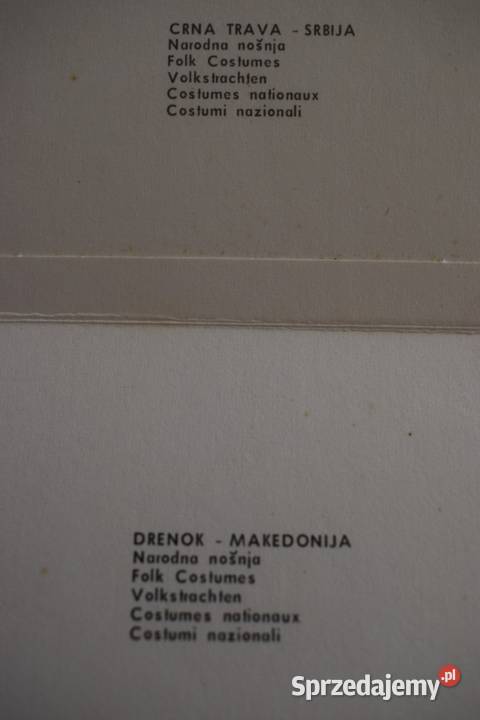 CRNA TRAVA - SRBIJA
Narodna nošnja
Folk Costumes
Volkstrachten
Costumes nationaux
Costumi nazionali
DRENOK - MAKEDONIJA
Narodna nošnja
Folk Costumes
Volkstrachten
Costumes nationaux
Costumi nazionali
Sprzedajemy.pl